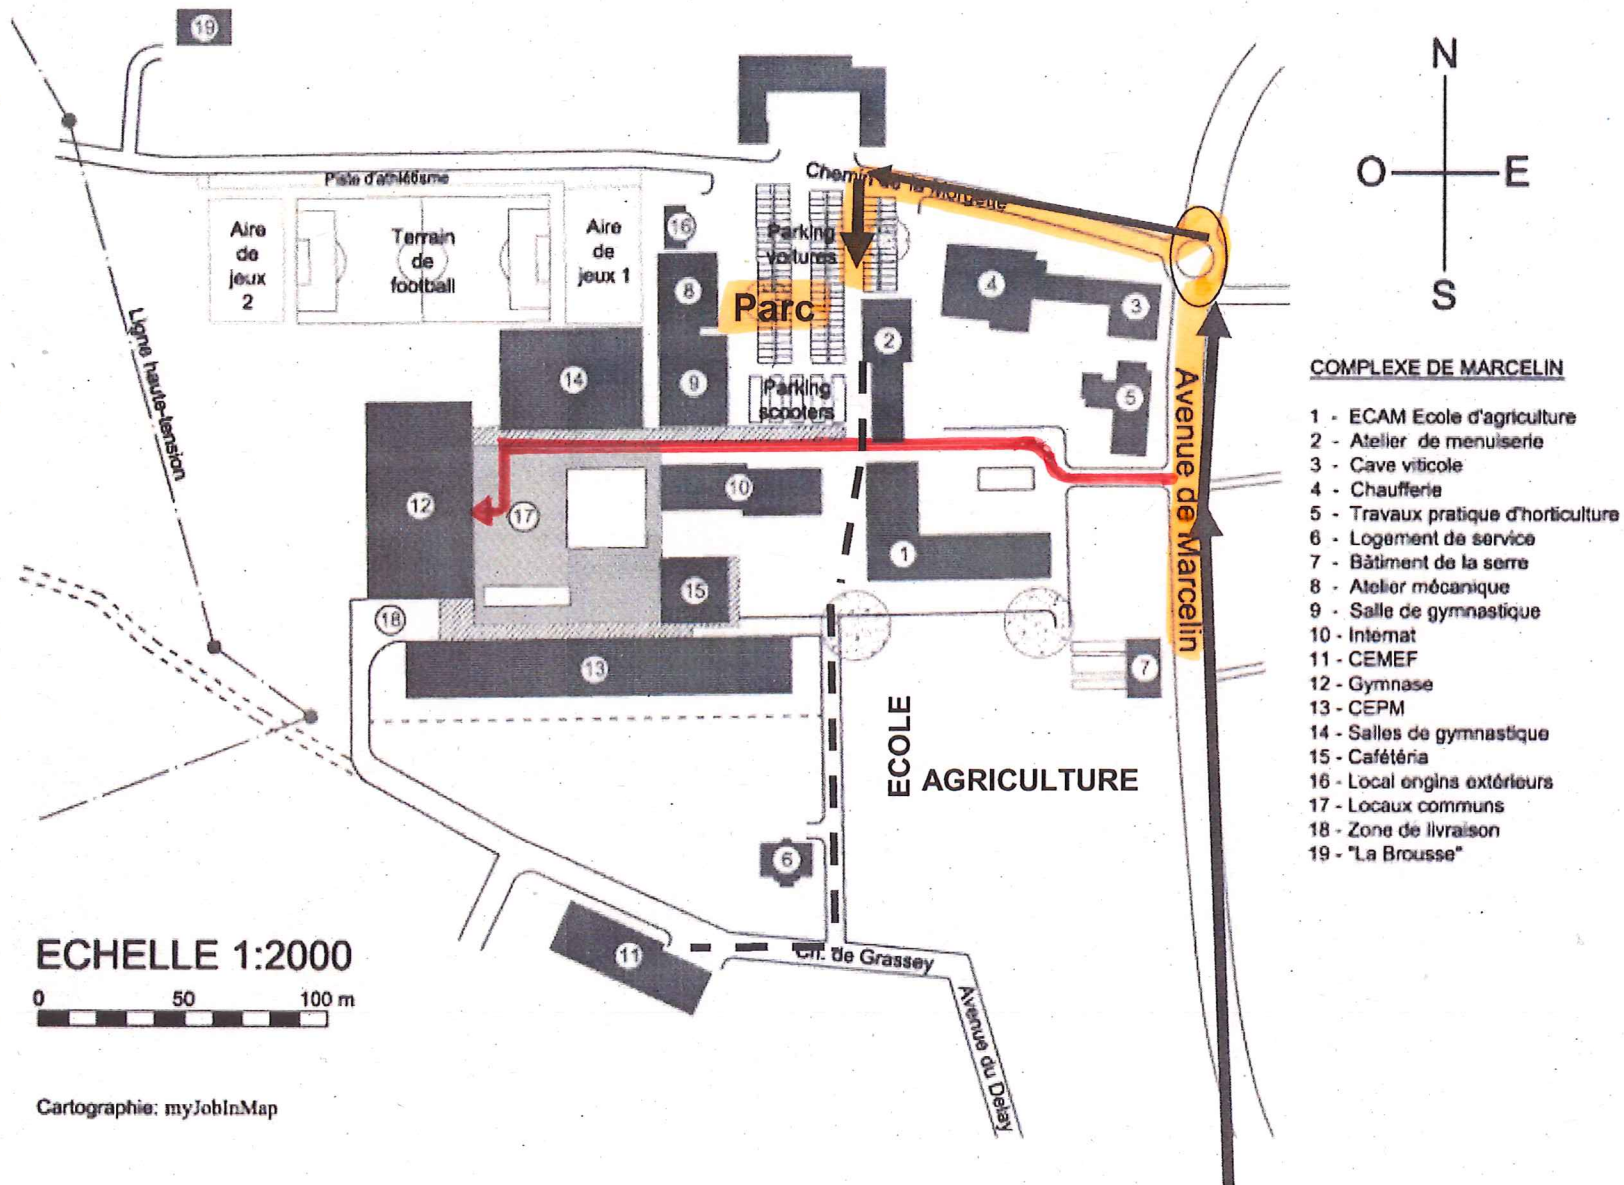 19
N
O E
S
Chemin de la Morgette
Piste d'athlétisme
Aire
de
jeux
2
Terrain
de
football
Aire
de
jeux 1
16
Parking
voitures
8
Parc
4
3
2
5
14
9
Parking
scooters
Ligne haute-tension
Avenue de Marcelin
12
17
10
1
15
18
13
7
ECOLE
AGRICULTURE
6
11
Ch. de Grassey
Avenue du Delay
COMPLEXE DE MARCELIN
1 - ECAM Ecole d'agriculture
2 - Atelier de menuiserie
3 - Cave viticole
4 - Chaufferie
5 - Travaux pratique d'horticulture
6 - Logement de service
7 - Bâtiment de la serre
8 - Atelier mécanique
9 - Salle de gymnastique
10 - Internat
11 - CEMEF
12 - Gymnase
13 - CEPM
14 - Salles de gymnastique
15 - Cafétéria
16 - Local engins extérieurs
17 - Locaux communs
18 - Zone de livraison
19 - "La Brousse"
ECHELLE 1:2000
0 50 100 m
Cartographie: myJobInMap